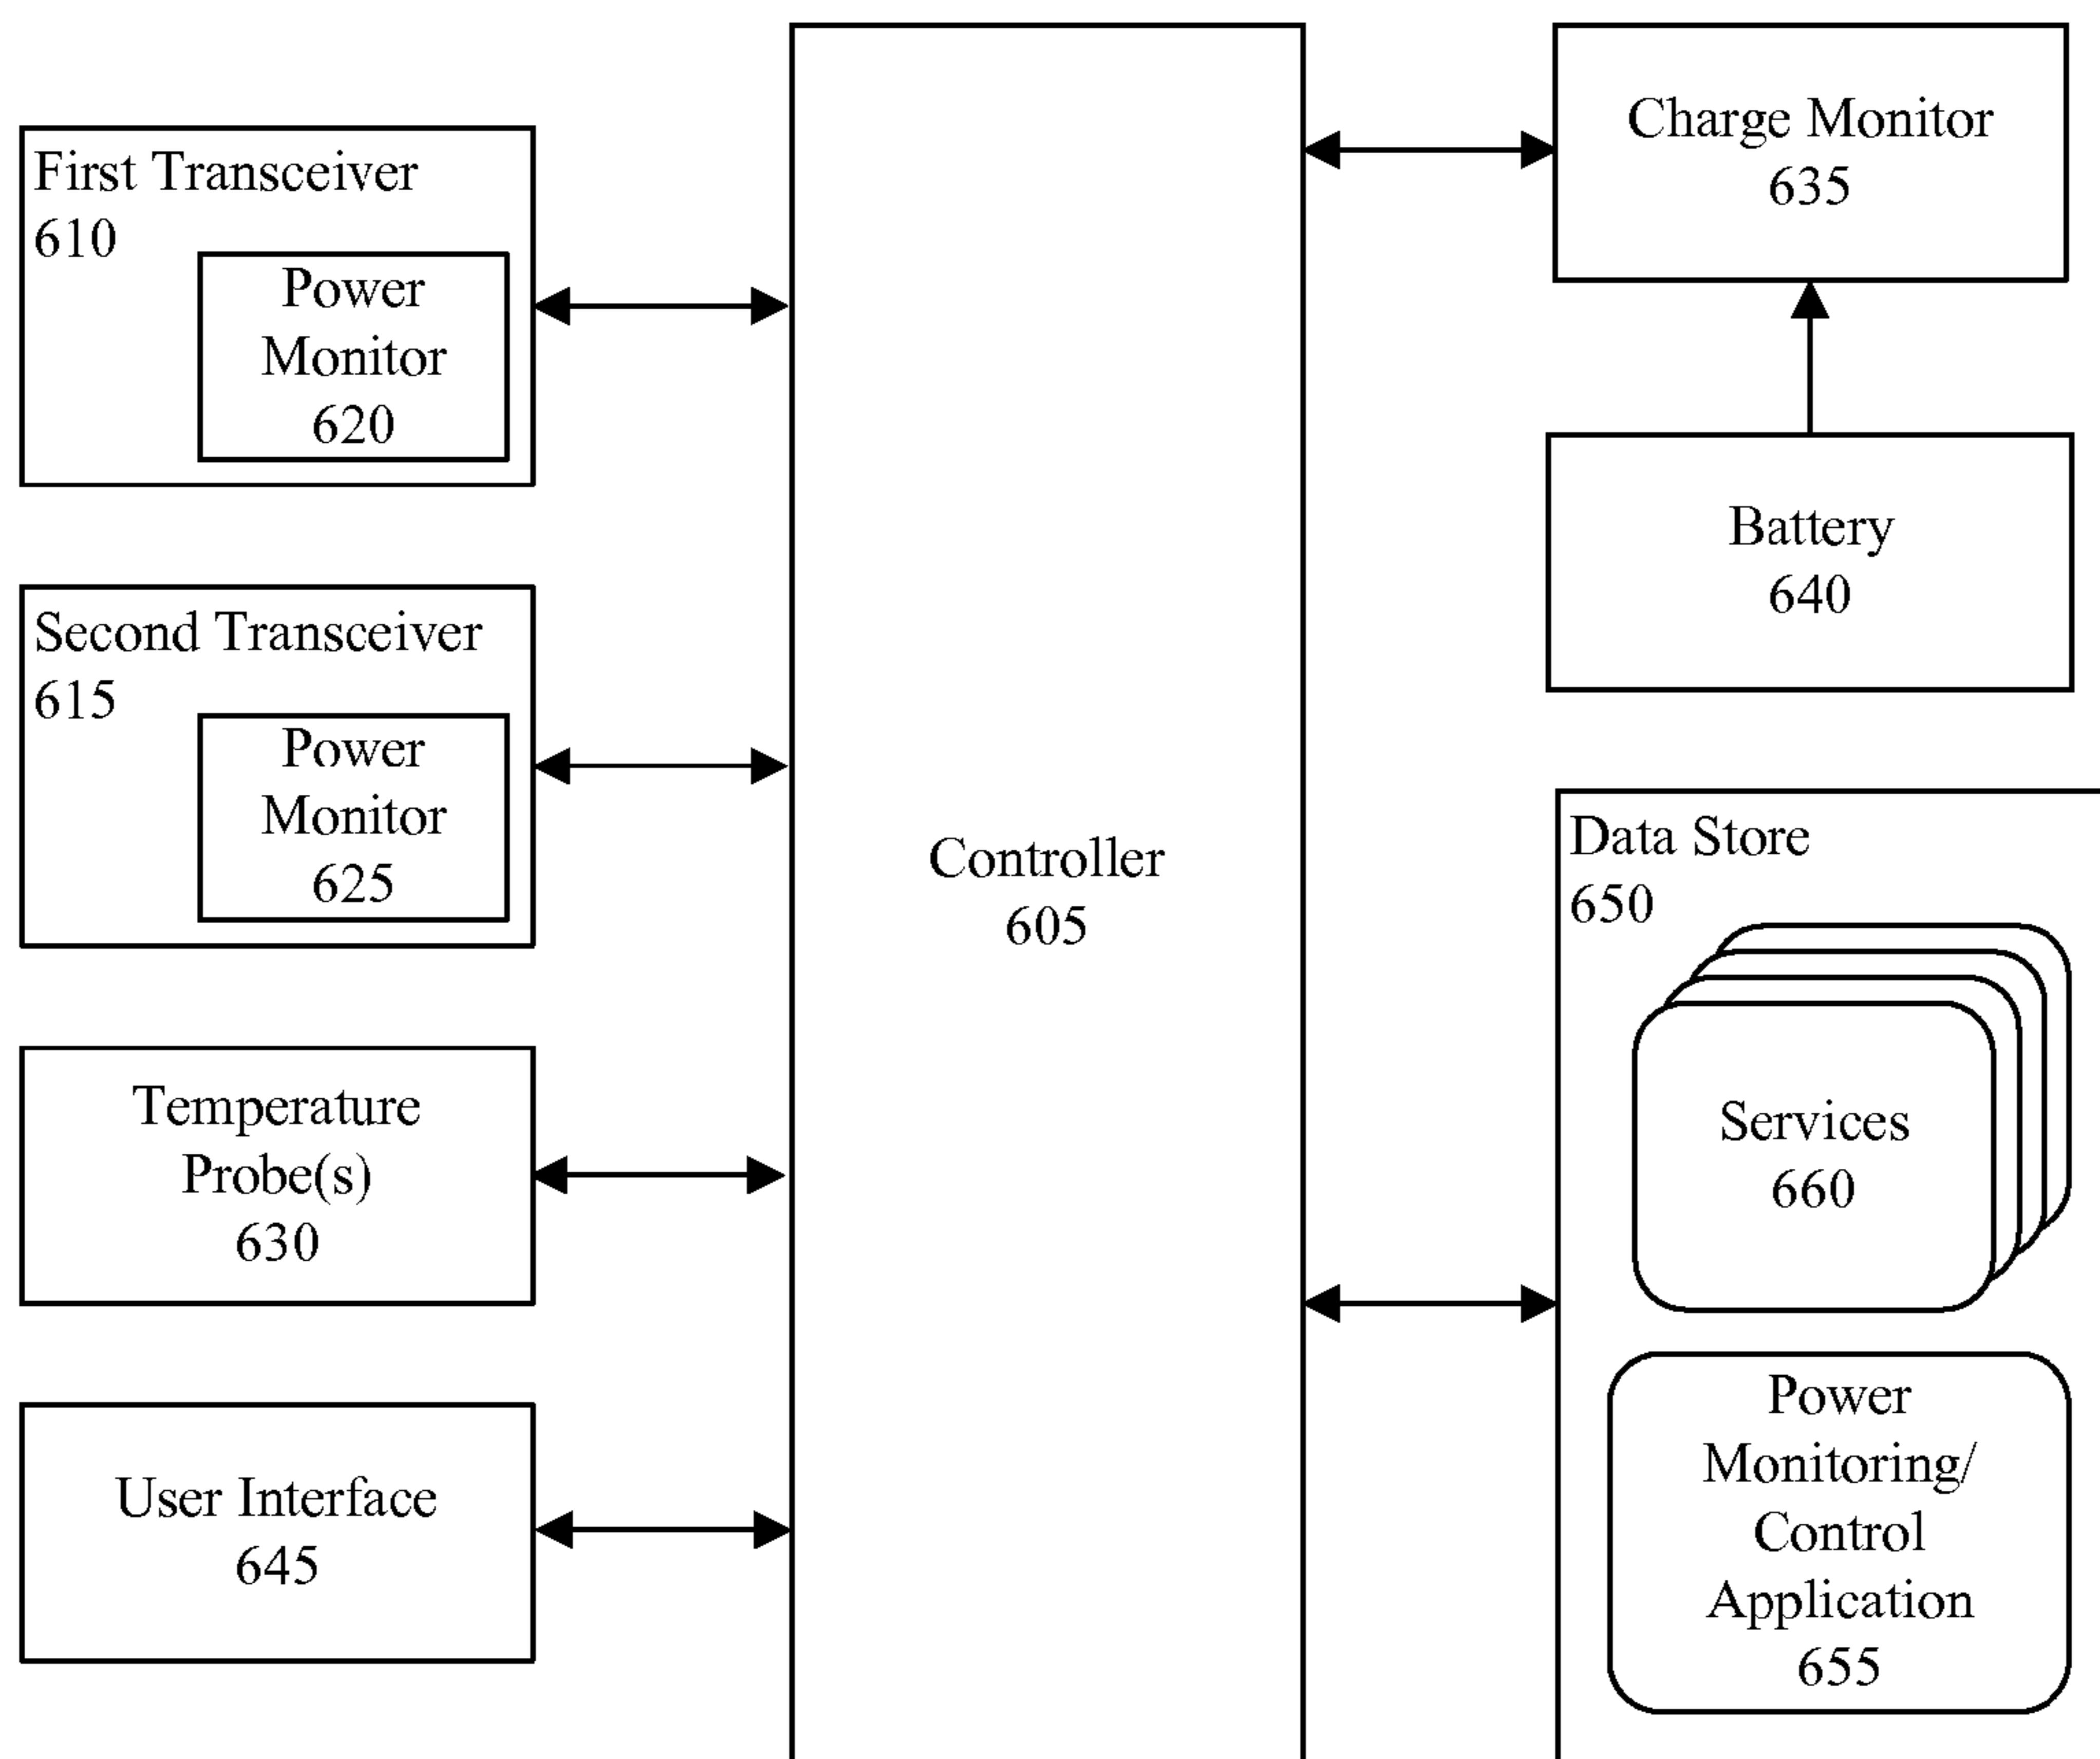 First Transceiver
610
Power
Monitor
620
Second Transceiver
615
Power
Monitor
625
Temperature
Probe(s)
630
User Interface
645
Controller
605
Charge Monitor
635
Battery
640
Data Store
650
Services
660
Power
Monitoring/
Control
Application
655